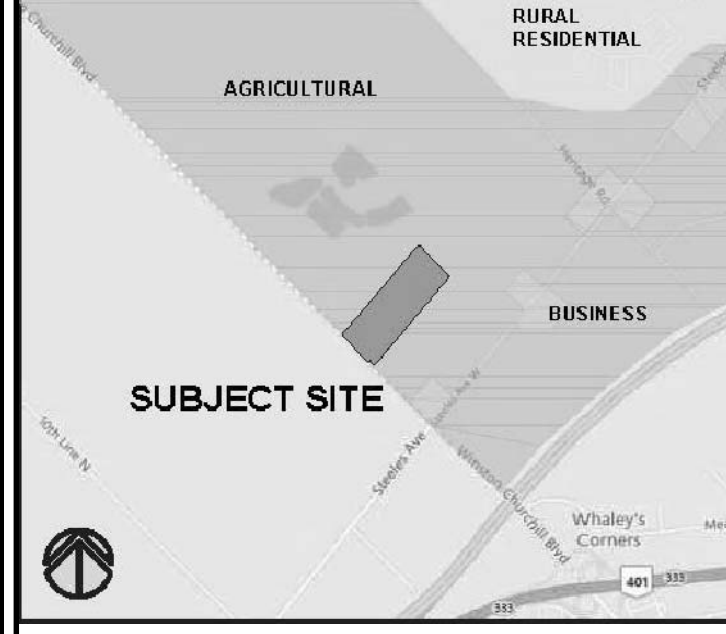 RURAL
RESIDENTIAL
Churchill Blvd
AGRICULTURAL
Steeles
Heritage Rd
BUSINESS
SUBJECT SITE
Steeles Ave W
10th Line N
Steeles Ave
Winston Churchill Blvd
Whaley's
Corners
401
333
333